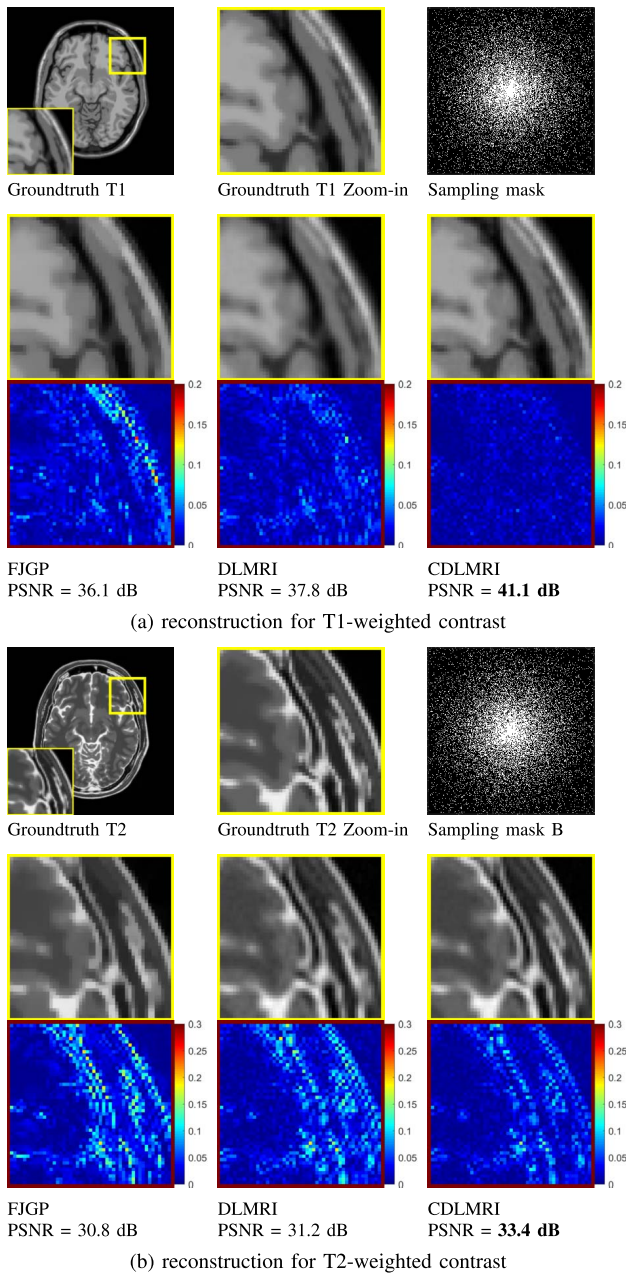 Groundtruth T1
Groundtruth T1 Zoom-in
Sampling mask
0.2
0.15
0.1
0.05
0
0.2
0.15
0.1
0.05
0
0.2
0.15
0.1
0.05
0
FJGP
PSNR = 36.1 dB
DLMRI
PSNR = 37.8 dB
CDLMRI
PSNR = 41.1 dB
(a) reconstruction for T1-weighted contrast
Groundtruth T2
Groundtruth T2 Zoom-in
Sampling mask B
0.3
0.25
0.2
0.15
0.1
0.05
0
0.3
0.25
0.2
0.15
0.1
0.05
0
0.3
0.25
0.2
0.15
0.1
0.05
0
FJGP
PSNR = 30.8 dB
DLMRI
PSNR = 31.2 dB
CDLMRI
PSNR = 33.4 dB
(b) reconstruction for T2-weighted contrast